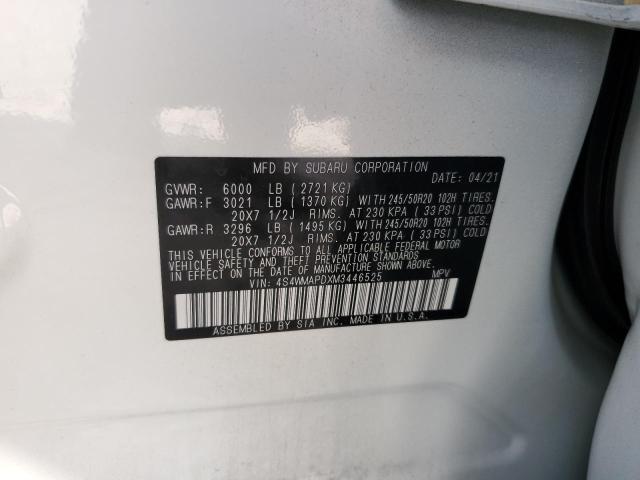 MFD BY SUBARU CORPORATION
DATE: 04/21
GVWR: 6000 LB ( 2721 KG)
GAWR:F 3021 LB ( 1370 KG) WITH 245/50R20 102H TIRES.
20X7 1/2J RIMS. AT 230 KPA ( 33 PSI) COLD
GAWR:R 3296 LB ( 1495 KG) WITH 245/50R20 102H TIRES.
20X7 1/2J RIMS. AT 230 KPA ( 33 PSI) COLD
THIS VEHICLE CONFORMS TO ALL APPLICABLE FEDERAL MOTOR
VEHICLE SAFETY AND THEFT PREVENTION STANDARDS IN
EFFECT ON THE DATE OF MANUFACTURE SHOWN ABOVE.
VIN: 4S4WMAPDXM3446525 MPV
ASSEMBLED BY SIA INC. MADE IN U.S.A.